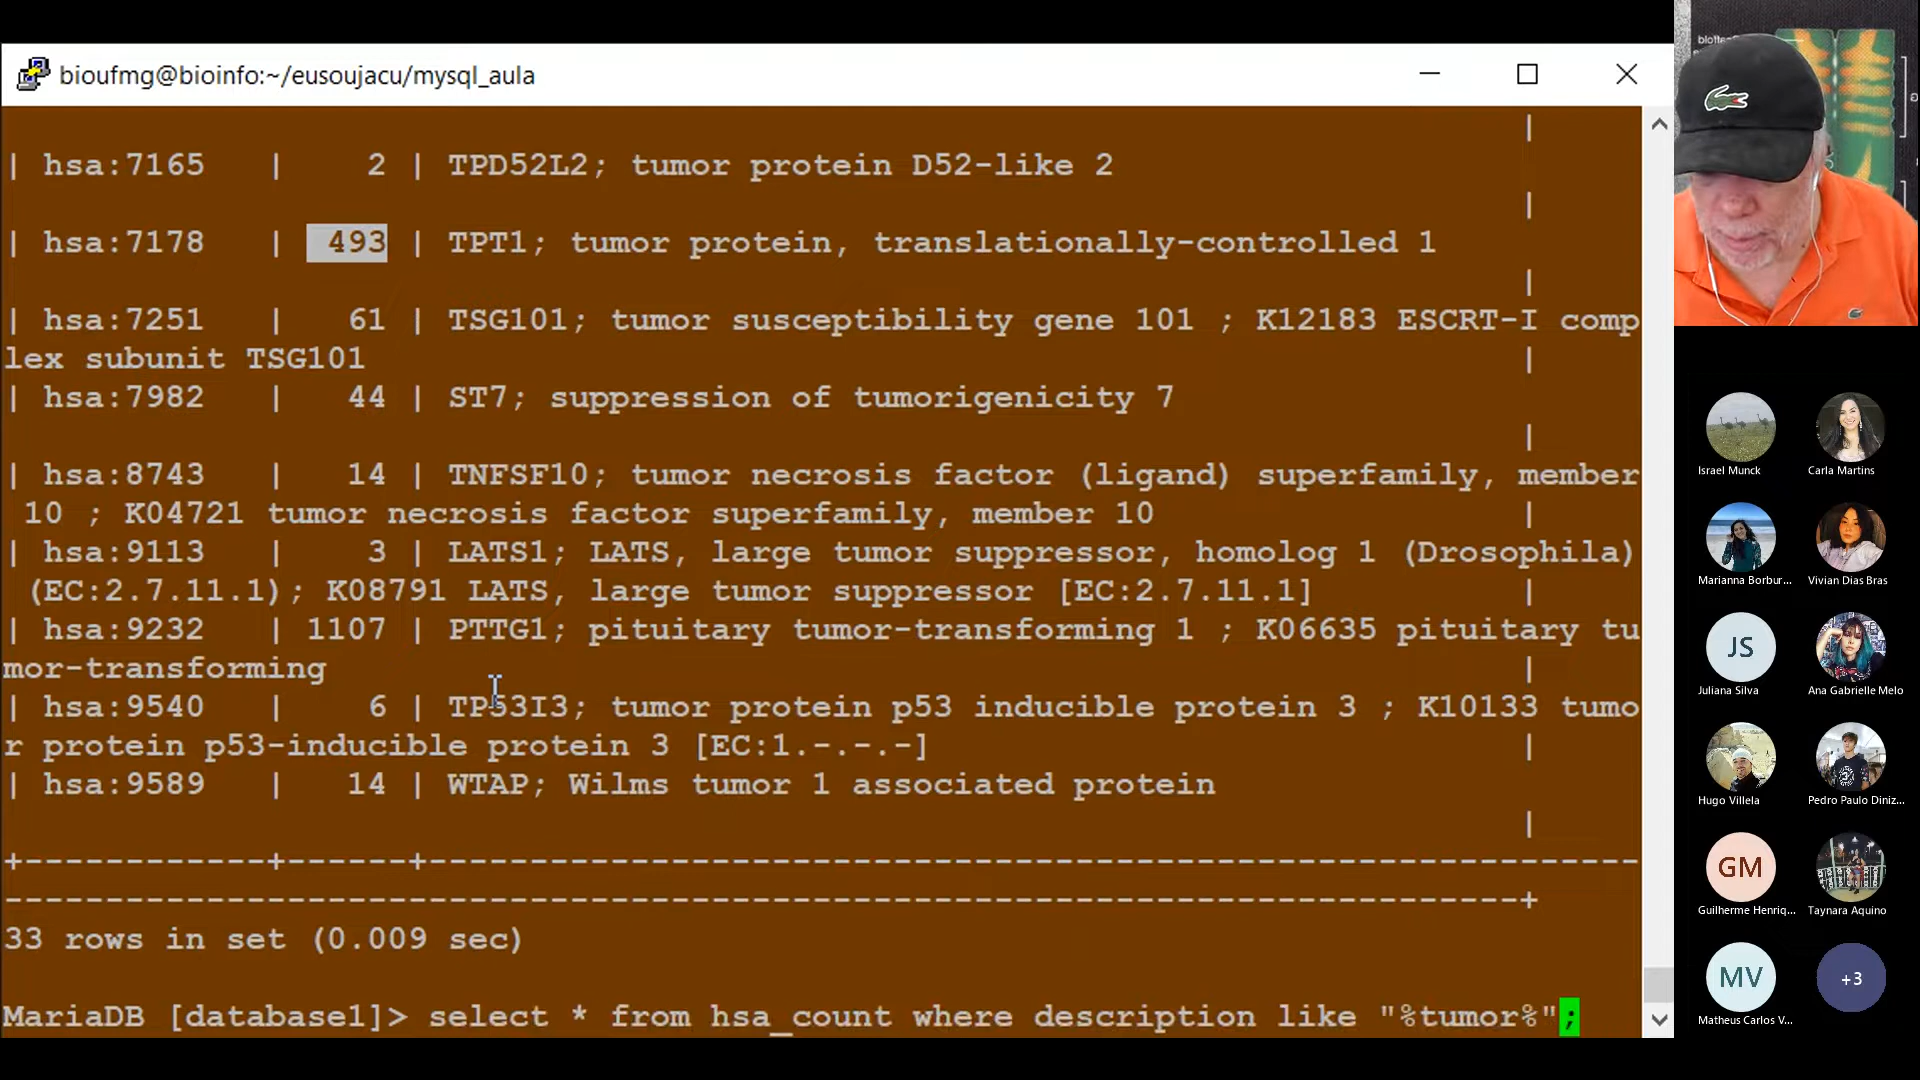 bioufmg@bioinfo:~/eusoujacu/mysql_aula
|
| hsa:7165 | 2 | TPD52L2; tumor protein D52-like 2
|
| hsa:7178 | 493 | TPT1; tumor protein, translationally-controlled 1
|
| hsa:7251 | 61 | TSG101; tumor susceptibility gene 101 ; K12183 ESCRT-I comp
lex subunit TSG101 |
| hsa:7982 | 44 | ST7; suppression of tumorigenicity 7
|
| hsa:8743 | 14 | TNFSF10; tumor necrosis factor (ligand) superfamily, member
10 ; K04721 tumor necrosis factor superfamily, member 10 |
| hsa:9113 | 3 | LATS1; LATS, large tumor suppressor, homolog 1 (Drosophila)
(EC:2.7.11.1); K08791 LATS, large tumor suppressor [EC:2.7.11.1] |
| hsa:9232 | 1107 | PTTG1; pituitary tumor-transforming 1 ; K06635 pituitary tu
mor-transforming |
| hsa:9540 | 6 | TP53I3; tumor protein p53 inducible protein 3 ; K10133 tumo
r protein p53-inducible protein 3 [EC:1.-.-.-] |
| hsa:9589 | 14 | WTAP; Wilms tumor 1 associated protein
|
+------------+------+------------------------------------------------------------
---------------------------------------------------------------------------+
33 rows in set (0.009 sec)
MariaDB [database1]> select * from hsa_count where description like "%tumor%";
Israel Munck
Carla Martins
Marianna Borbur...
Vivian Dias Bras
JS
Juliana Silva
Ana Gabrielle Melo
Hugo Villela
Pedro Paulo Diniz...
GM
Guilherme Henriq...
Taynara Aquino
MV
Matheus Carlos V...
+3